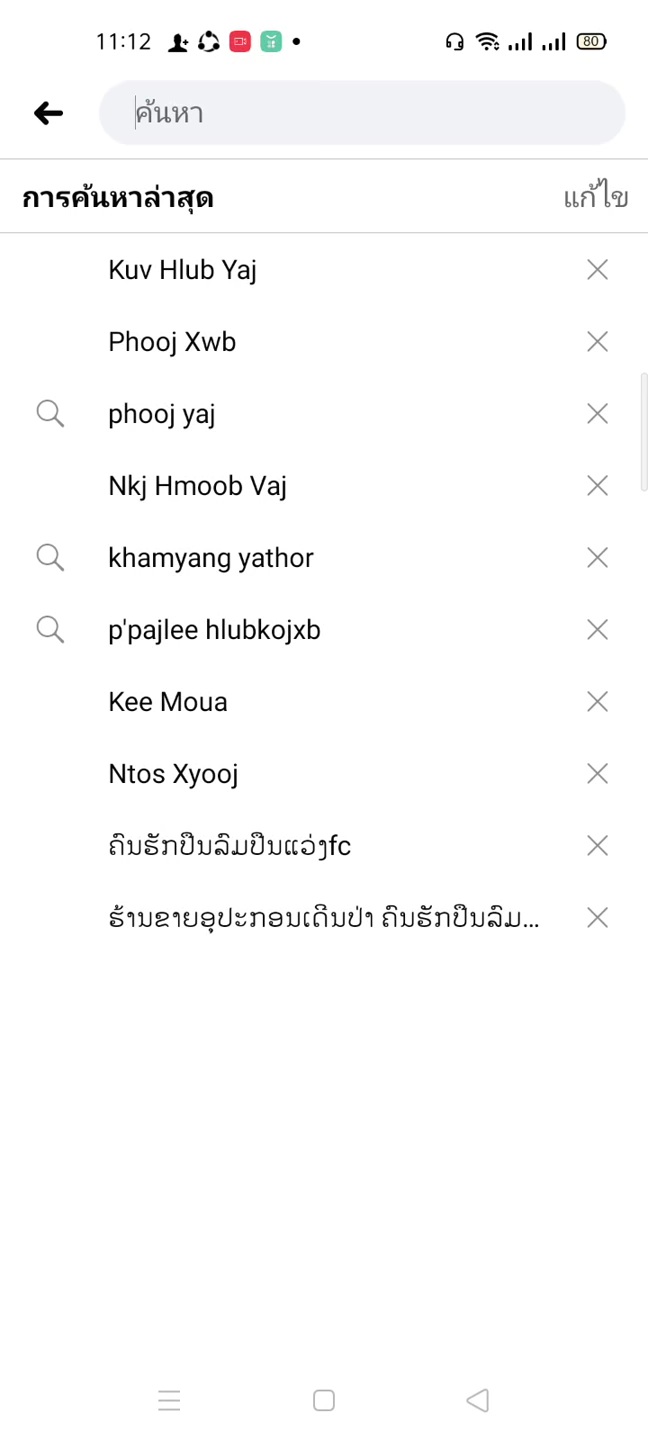 11:12
80
ค้นหา
การค้นหาล่าสุด
แก้ไข
Kuv Hlub Yaj
Phooj Xwb
phooj yaj
Nkj Hmoob Vaj
khamyang yathor
p'pajlee hlubkojxb
Kee Moua
Ntos Xyooj
ຄົນຮັກປືນລົມປືນແວ່ງfc
ຮ້ານຂາຍອຸປະກອນເດີນປ່າ ຄົນຮັກປືນລົມ...